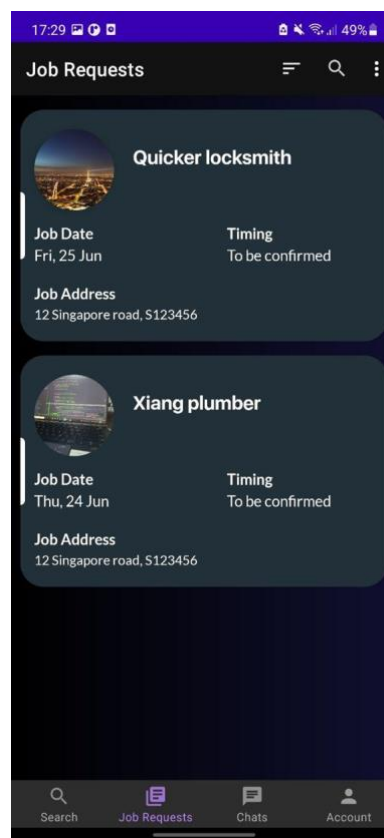 17:29
49%
Job Requests
Quicker locksmith
Job Date
Timing
Fri, 25 Jun
To be confirmed
Job Address
12 Singapore road, S123456
Xiang plumber
Job Date
Timing
Thu, 24 Jun
To be confirmed
Job Address
12 Singapore road, S123456
Search
Job Requests
Chats
Account